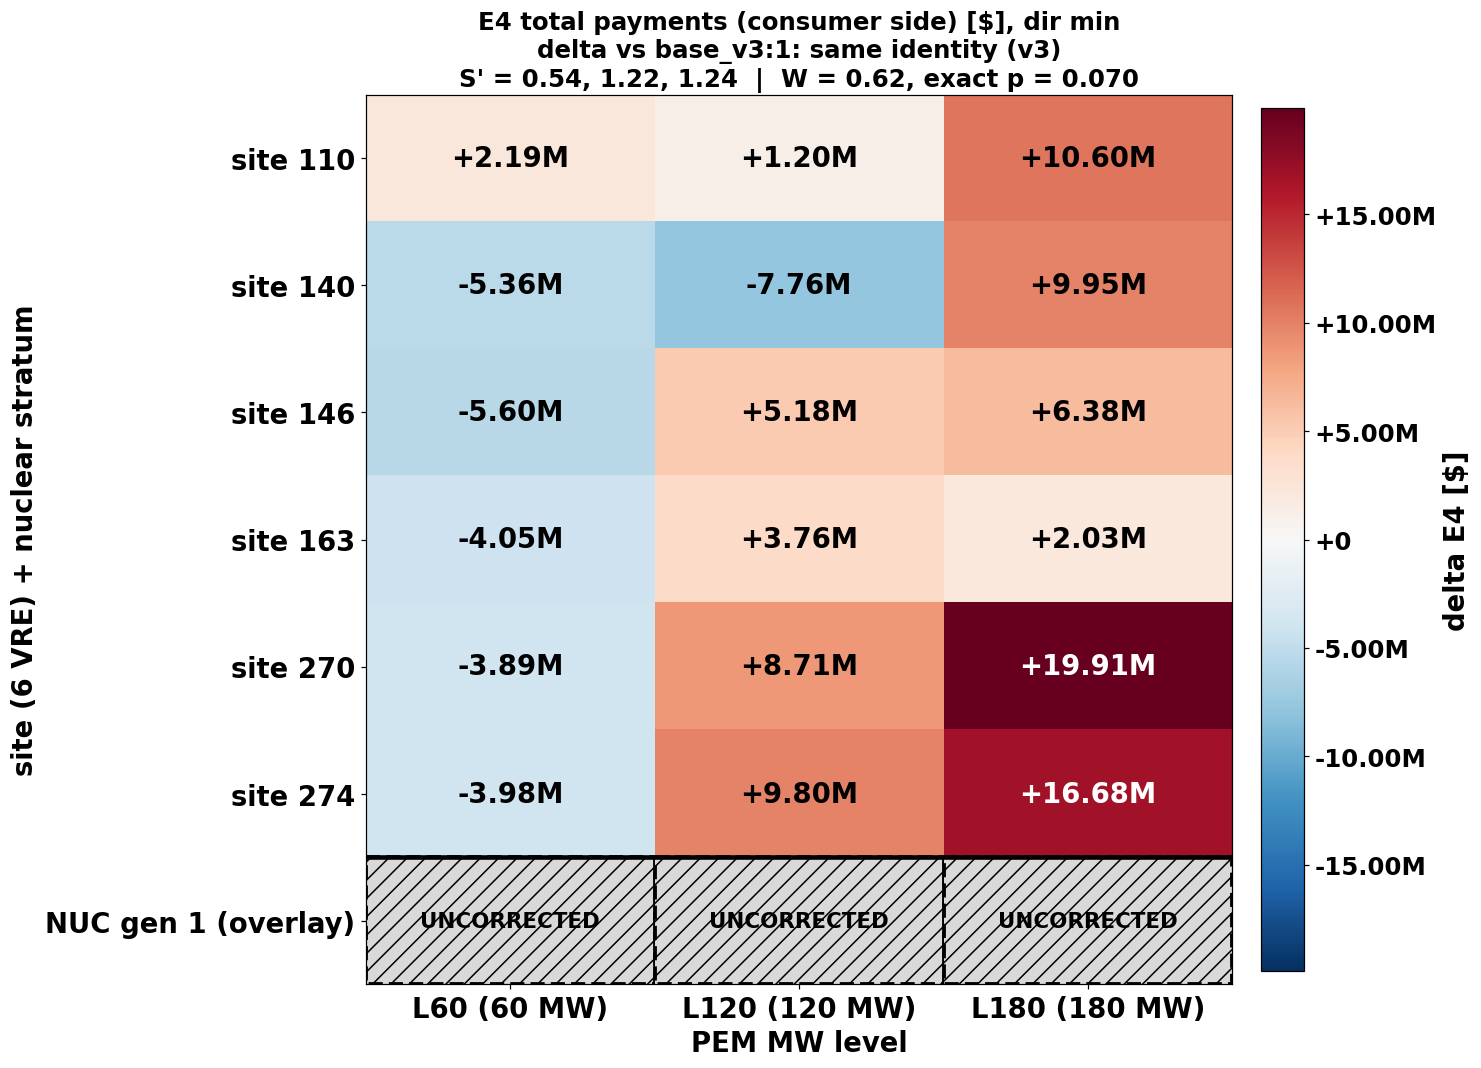 E4 total payments (consumer side) [$], dir min
delta vs base_v3:1: same identity (v3)
S' = 0.54, 1.22, 1.24 | W = 0.62, exact p = 0.070
site (6 VRE) + nuclear stratum
site 110 +2.19M +1.20M +10.60M
site 140 -5.36M -7.76M +9.95M
site 146 -5.60M +5.18M +6.38M
site 163 -4.05M +3.76M +2.03M
site 270 -3.89M +8.71M +19.91M
site 274 -3.98M +9.80M +16.68M
NUC gen 1 (overlay) UNCORRECTED UNCORRECTED UNCORRECTED
L60 (60 MW) L120 (120 MW) L180 (180 MW)
PEM MW level
+15.00M
+10.00M
+5.00M
+0
-5.00M
-10.00M
-15.00M
delta E4 [$]